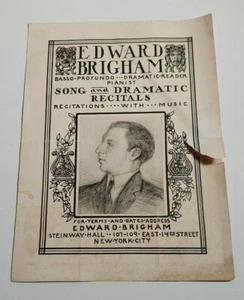 EDWARD
BRIGHAM
BASSO-PROFUNDO···DRAMATIC-READER
PIANIST
SONG and DRAMATIC
RECITALS
RECITATIONS····WITH···MUSIC
FOR·TERMS·AND·DATES·ADDRESS
EDWARD·BRIGHAM
STEINWAY·HALL··107-109·EAST·14TH STREET
NEW·YORK·CITY